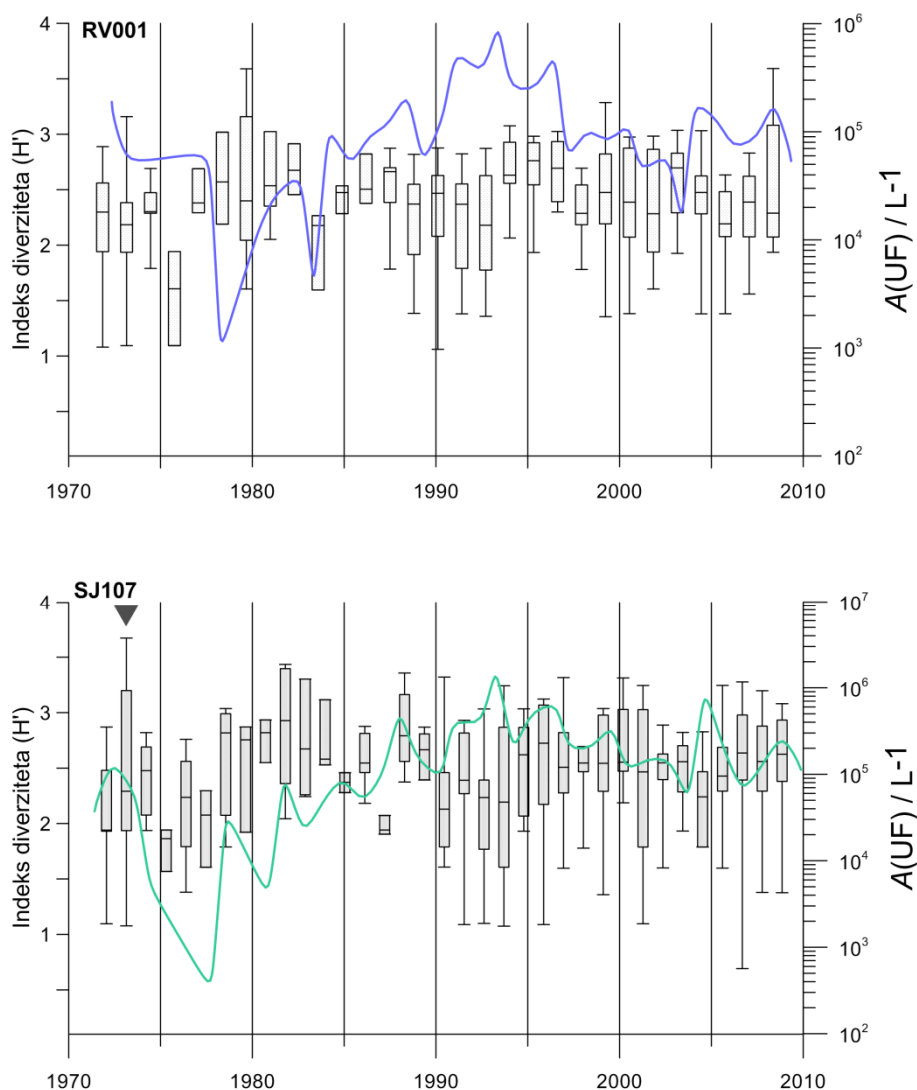 RV001
Indeks diverziteta (H')
4
3
2
1
10⁶
10⁵
10⁴
10³
10²
A(UF) / L⁻¹
1970 1980 1990 2000 2010
SJ107
Indeks diverziteta (H')
4
3
2
1
10⁷
10⁶
10⁵
10⁴
10³
10²
A(UF) / L⁻¹
1970 1980 1990 2000 2010